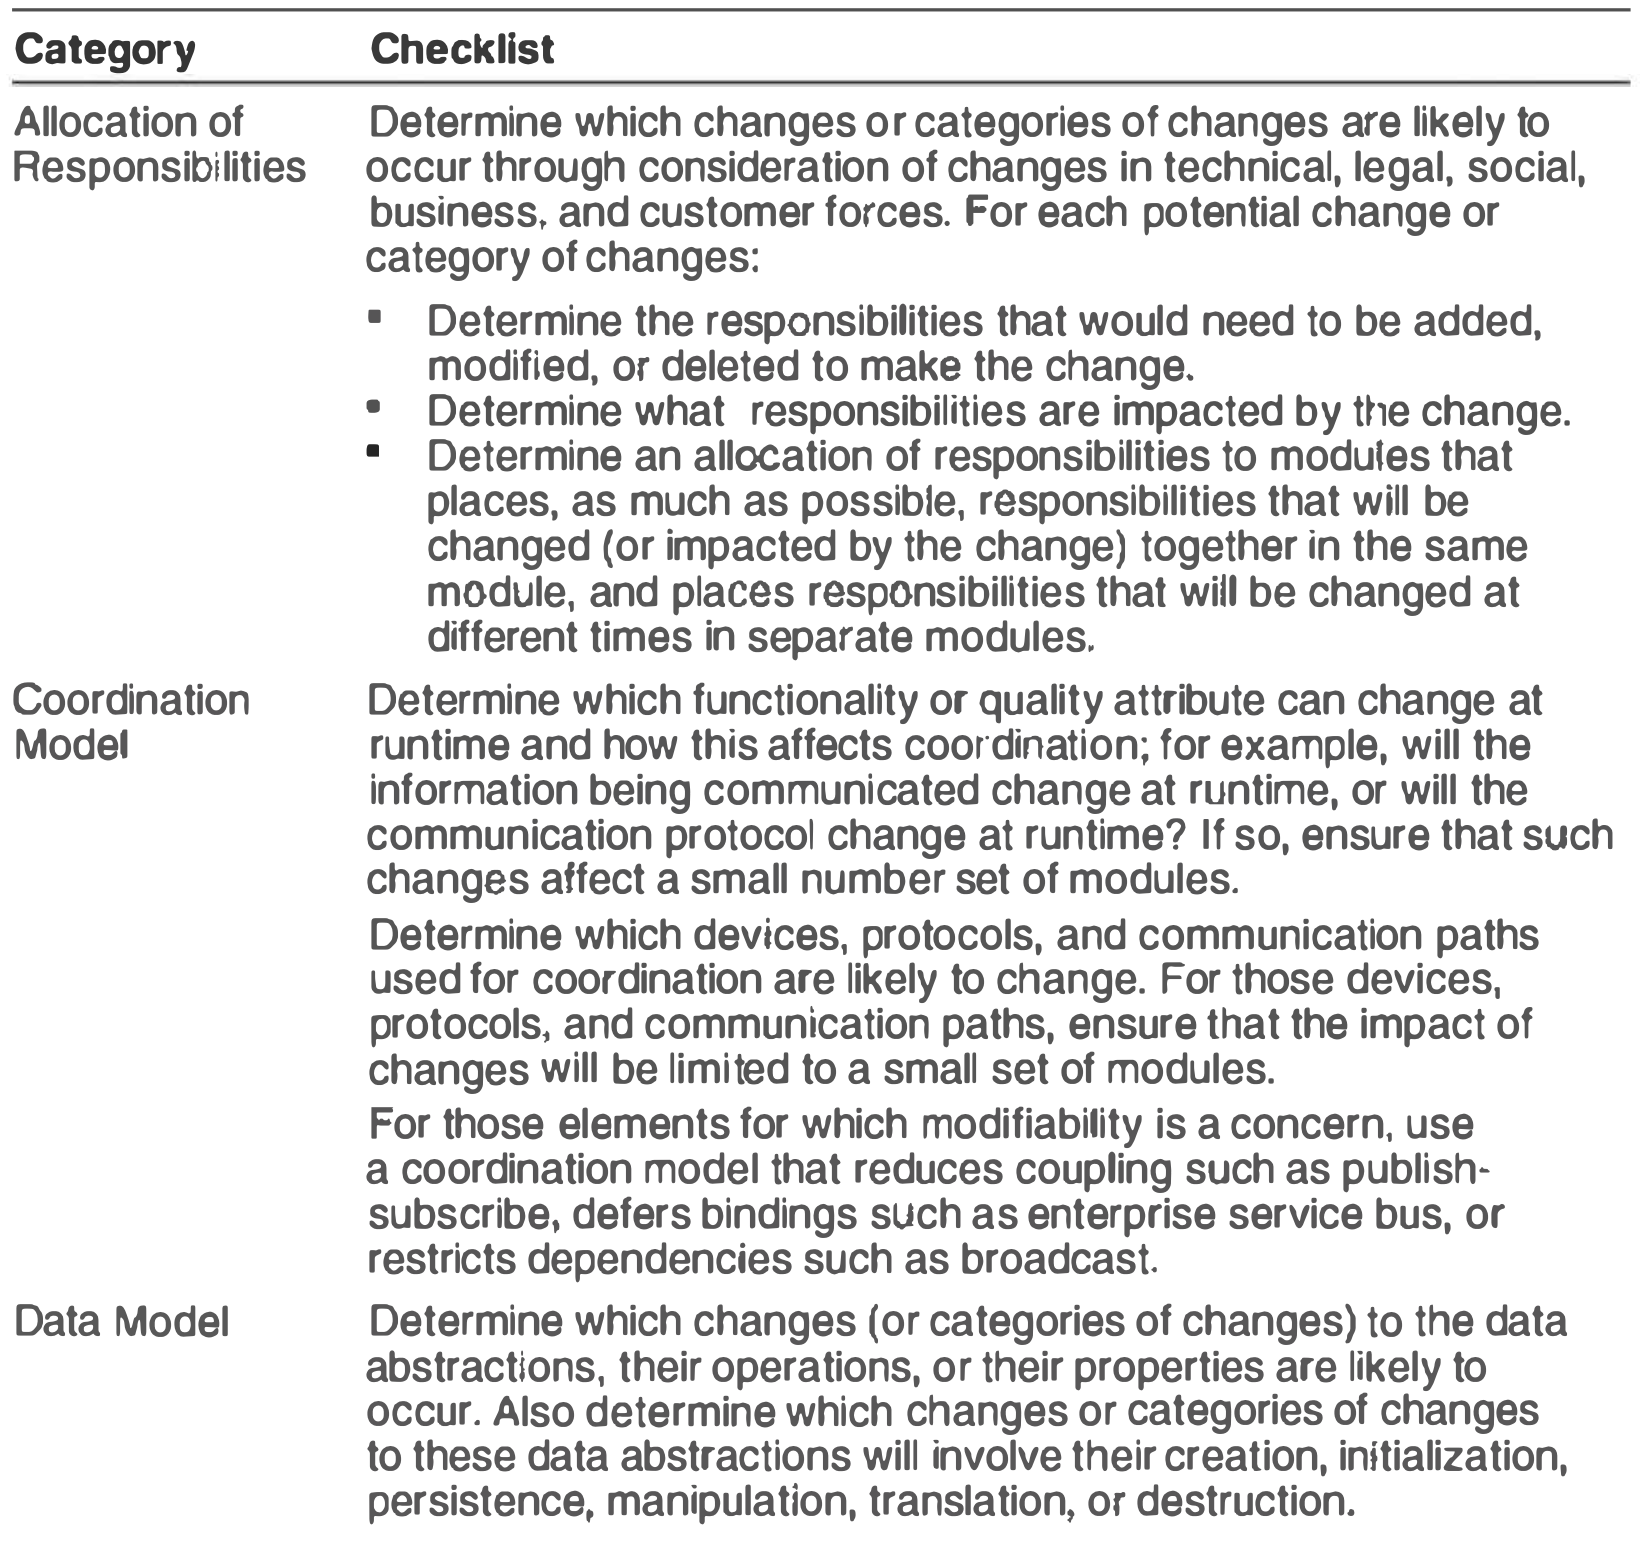 Category Checklist
Allocation of Determine which changes or categories of changes are likely to
Responsibilities occur through consideration of changes in technical, legal, social,
business, and customer forces. For each potential change or
category of changes:
▪ Determine the responsibilities that would need to be added,
modified, or deleted to make the change.
▪ Determine what responsibilities are impacted by the change.
▪ Determine an allocation of responsibilities to modules that
places, as much as possible, responsibilities that will be
changed (or impacted by the change) together in the same
module, and places responsibilities that will be changed at
different times in separate modules.
Coordination Determine which functionality or quality attribute can change at
Model runtime and how this affects coordination; for example, will the
information being communicated change at runtime, or will the
communication protocol change at runtime? If so, ensure that such
changes affect a small number set of modules.
Determine which devices, protocols, and communication paths
used for coordination are likely to change. For those devices,
protocols, and communication paths, ensure that the impact of
changes will be limited to a small set of modules.
For those elements for which modifiability is a concern, use
a coordination model that reduces coupling such as publish-
subscribe, defers bindings such as enterprise service bus, or
restricts dependencies such as broadcast.
Data Model Determine which changes (or categories of changes) to the data
abstractions, their operations, or their properties are likely to
occur. Also determine which changes or categories of changes
to these data abstractions will involve their creation, initialization,
persistence, manipulation, translation, or destruction.